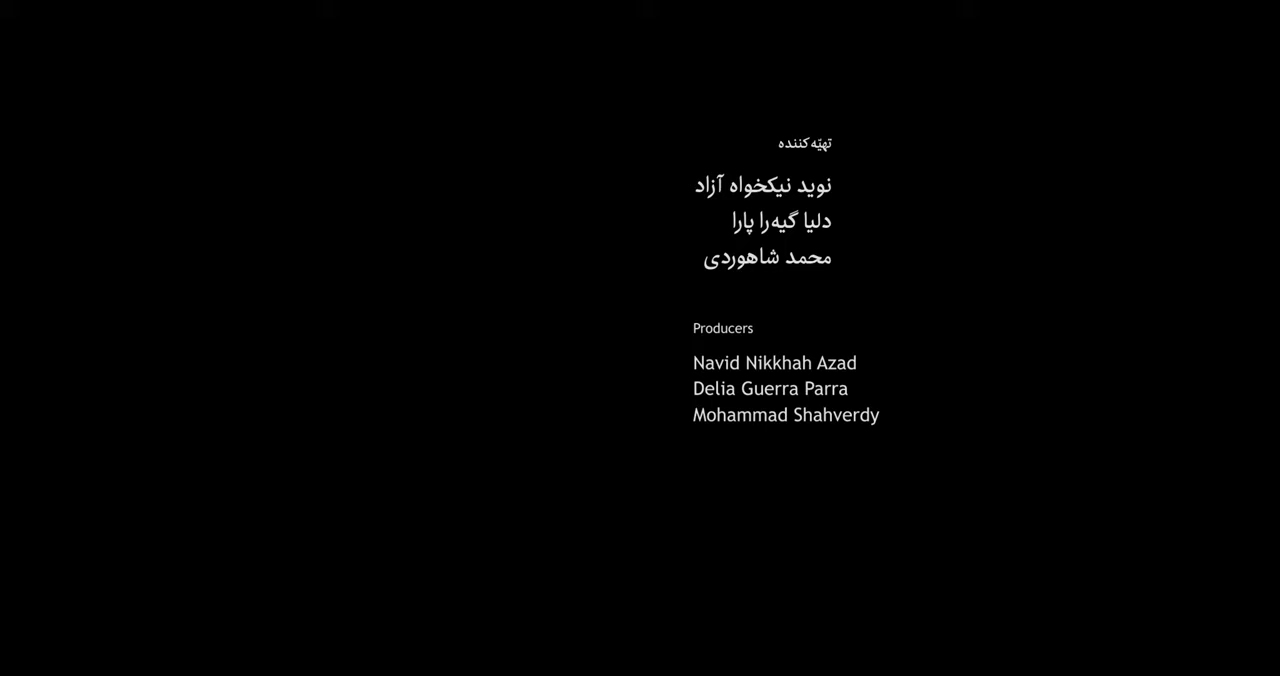 تهیّه‌کننده
نوید نیکخواه آزاد
دلیا گیه‌را پارا
محمد شاهوردی
Producers
Navid Nikkhah Azad
Delia Guerra Parra
Mohammad Shahverdy